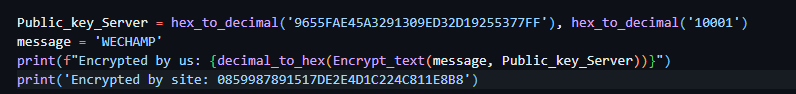 Public_key_Server = hex_to_decimal('9655FAE45A3291309ED32D19255377FF'), hex_to_decimal('10001')
message = 'WECHAMP'
print(f"Encrypted by us: {decimal_to_hex(Encrypt_text(message, Public_key_Server))}")
print('Encrypted by site: 0859987891517DE2E4D1C224C811E8B8')